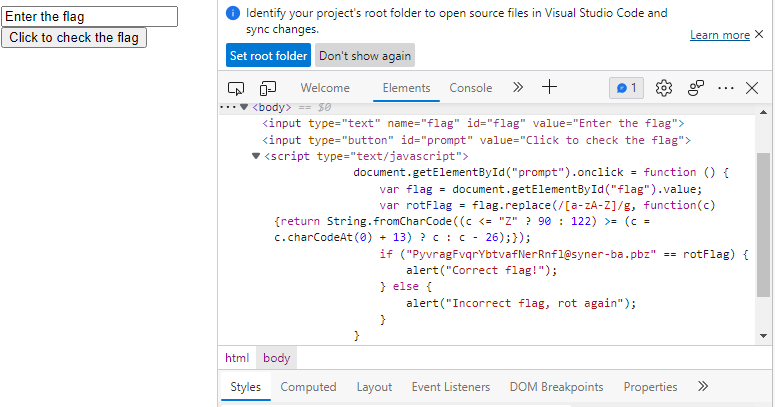 Enter the flag
Click to check the flag
Identify your project's root folder to open source files in Visual Studio Code and
sync changes.
Learn more
Set root folder Don't show again
Welcome Elements Console 1
<body> == $0
<input type="text" name="flag" id="flag" value="Enter the flag">
<input type="button" id="prompt" value="Click to check the flag">
<script type="text/javascript">
document.getElementById("prompt").onclick = function () {
var flag = document.getElementById("flag").value;
var rotFlag = flag.replace(/[a-zA-Z]/g, function(c)
{return String.fromCharCode((c <= "Z" ? 90 : 122) >= (c =
c.charCodeAt(0) + 13) ? c : c - 26);});
if ("PyvragFvqrYbtvafNerRnfl@syner-ba.pbz" == rotFlag) {
alert("Correct flag!");
} else {
alert("Incorrect flag, rot again");
}
}
html body
Styles Computed Layout Event Listeners DOM Breakpoints Properties